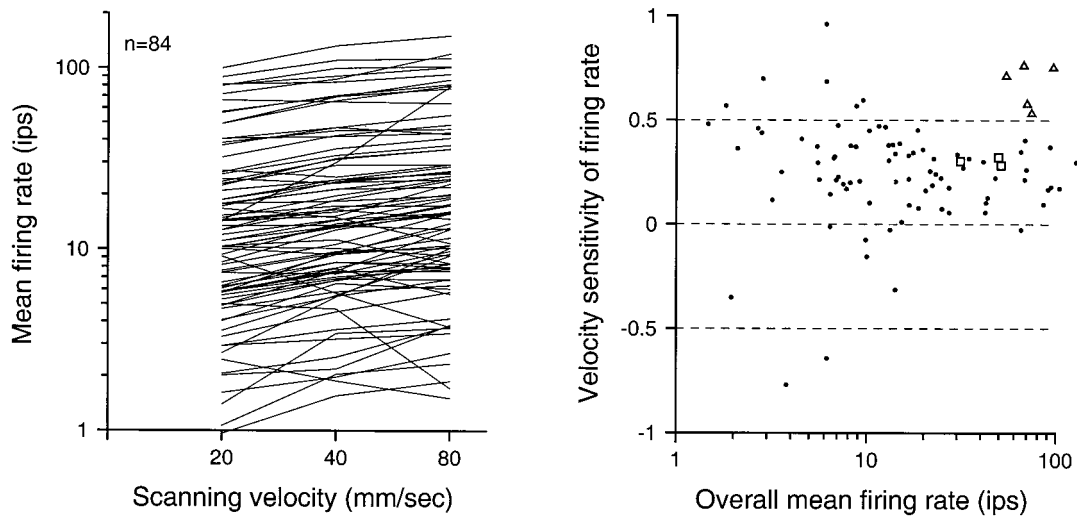 n=84
100
10
1
Mean firing rate (ips)
20
40
80
Scanning velocity (mm/sec)
1
0.5
0
-0.5
-1
Velocity sensitivity of firing rate
1
10
100
Overall mean firing rate (ips)